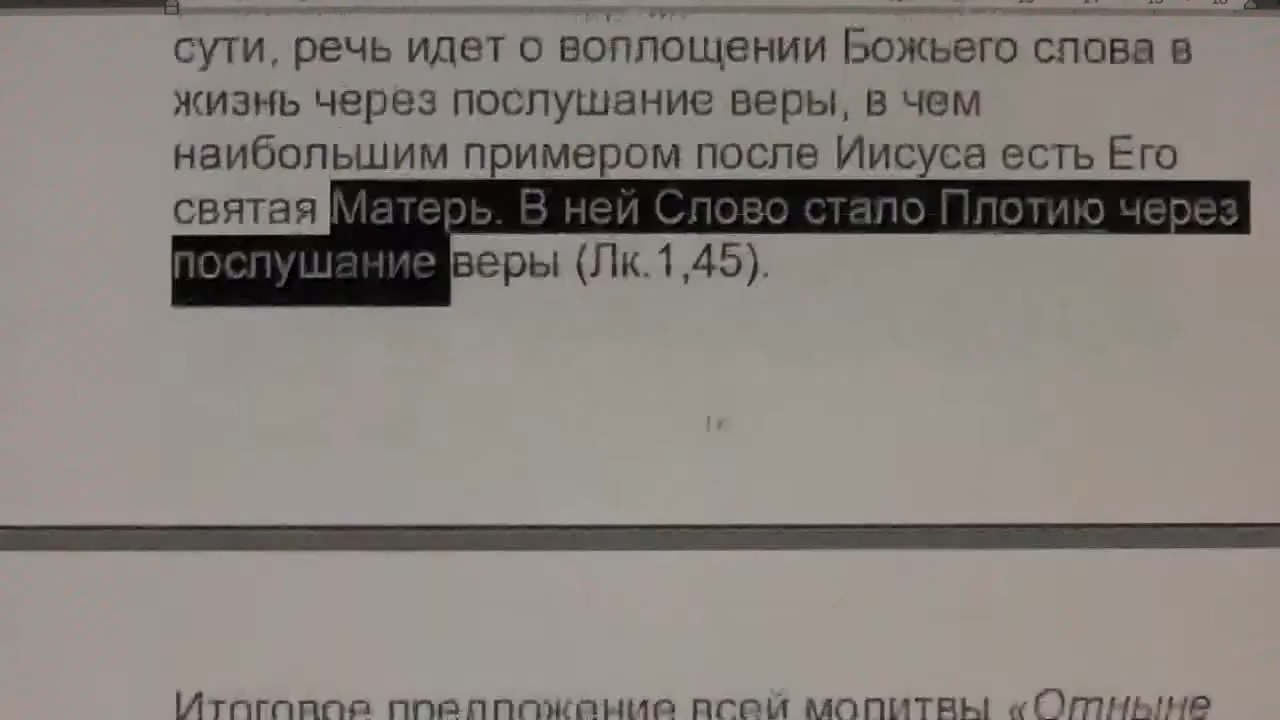 сути, речь идет о воплощении Божьего слова в
жизнь через послушание веры, в чем
наибольшим примером после Иисуса есть Его
святая Матерь. В ней Слово стало Плотию через
послушание веры (Лк.1,45).
Итоговое предложение всей молитвы «Отныне